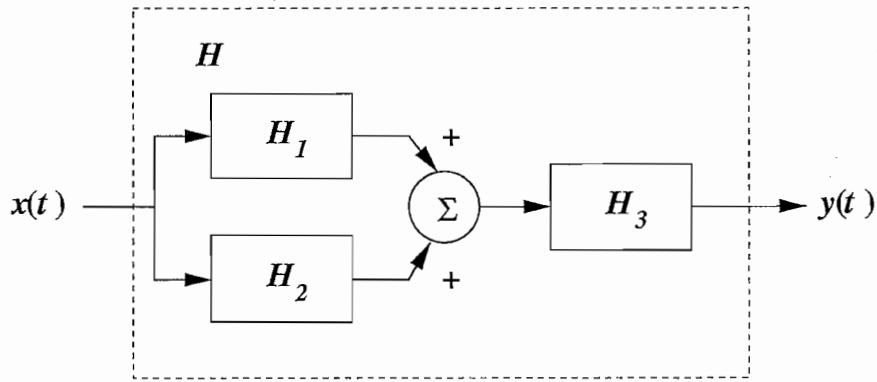 H
H1
+
x(t)
Σ
H3
y(t)
H2
+